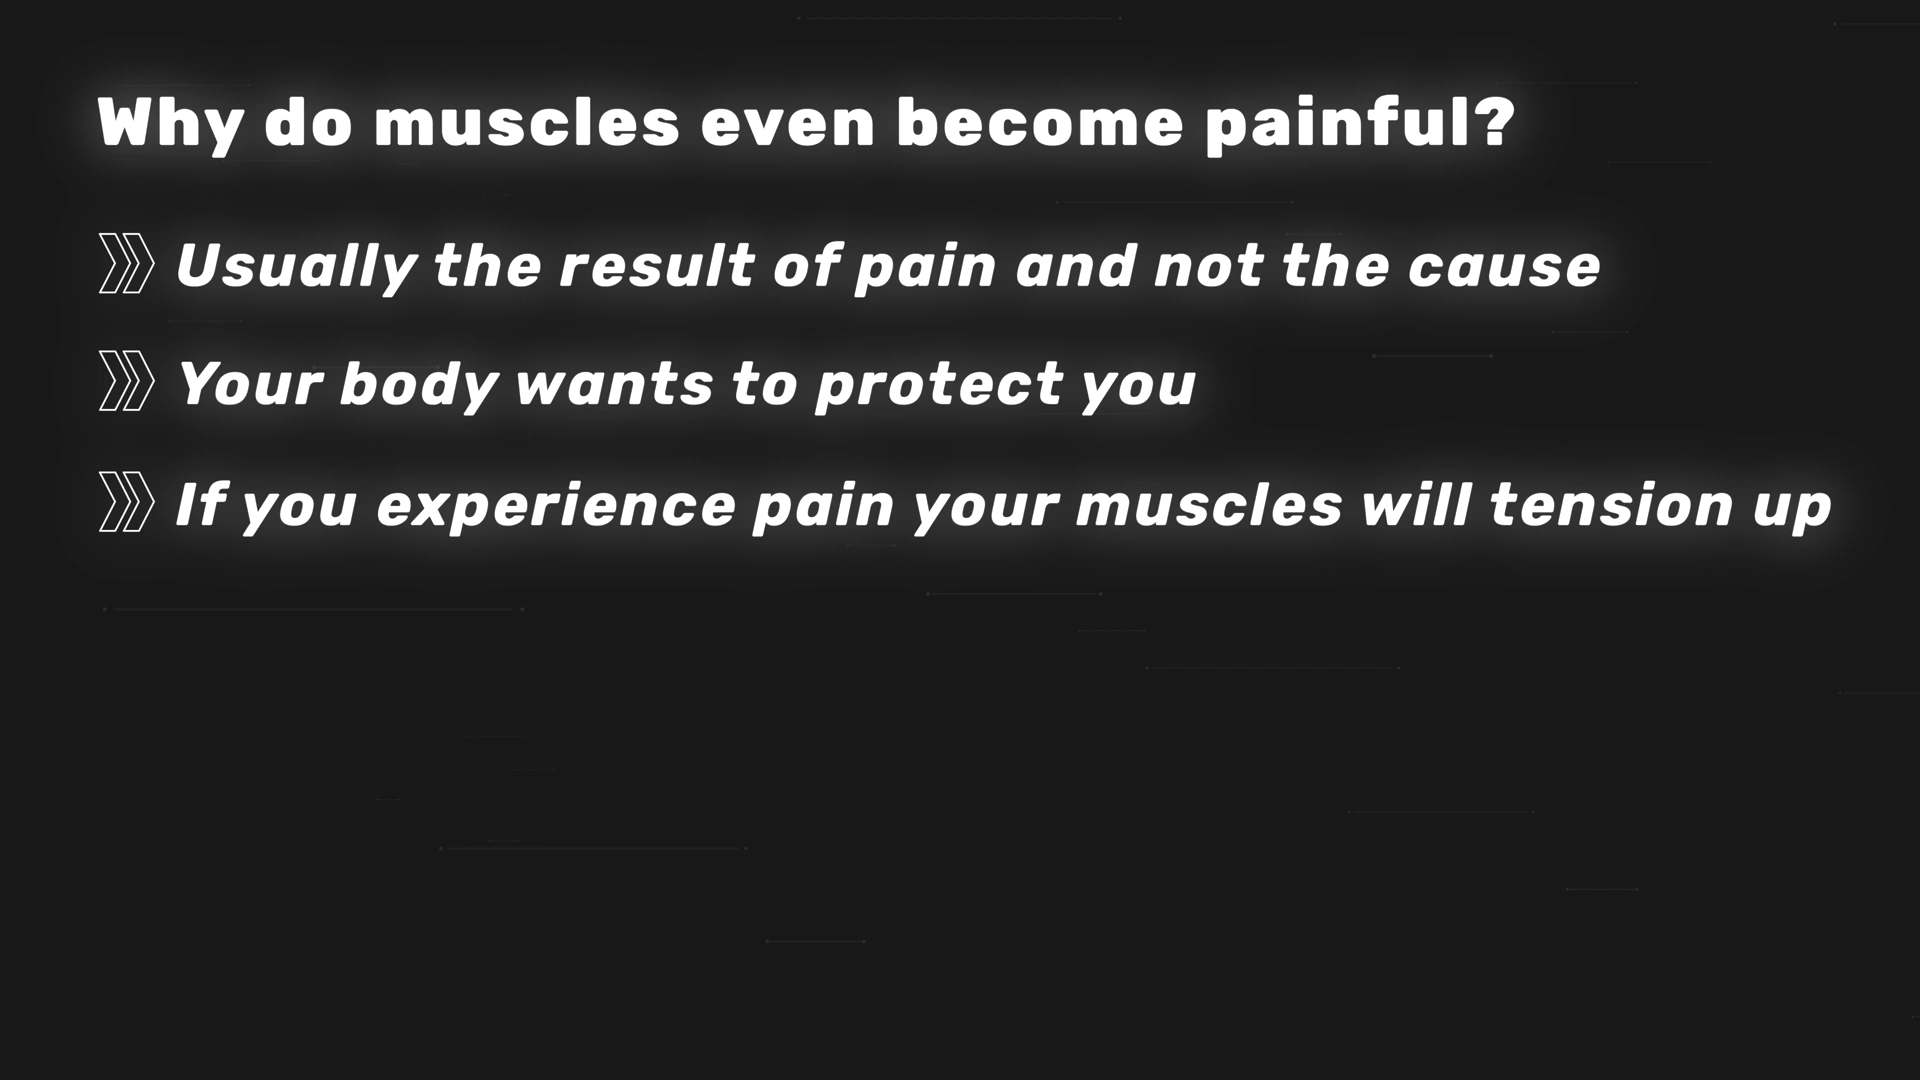 Why do muscles even become painful?
Usually the result of pain and not the cause
Your body wants to protect you
If you experience pain your muscles will tension up